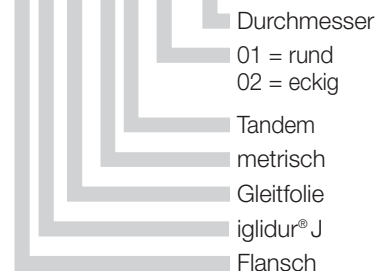 Durchmesser
01 = rund
02 = eckig
Tandem
metrisch
Gleitfolie
iglidur® J
Flansch